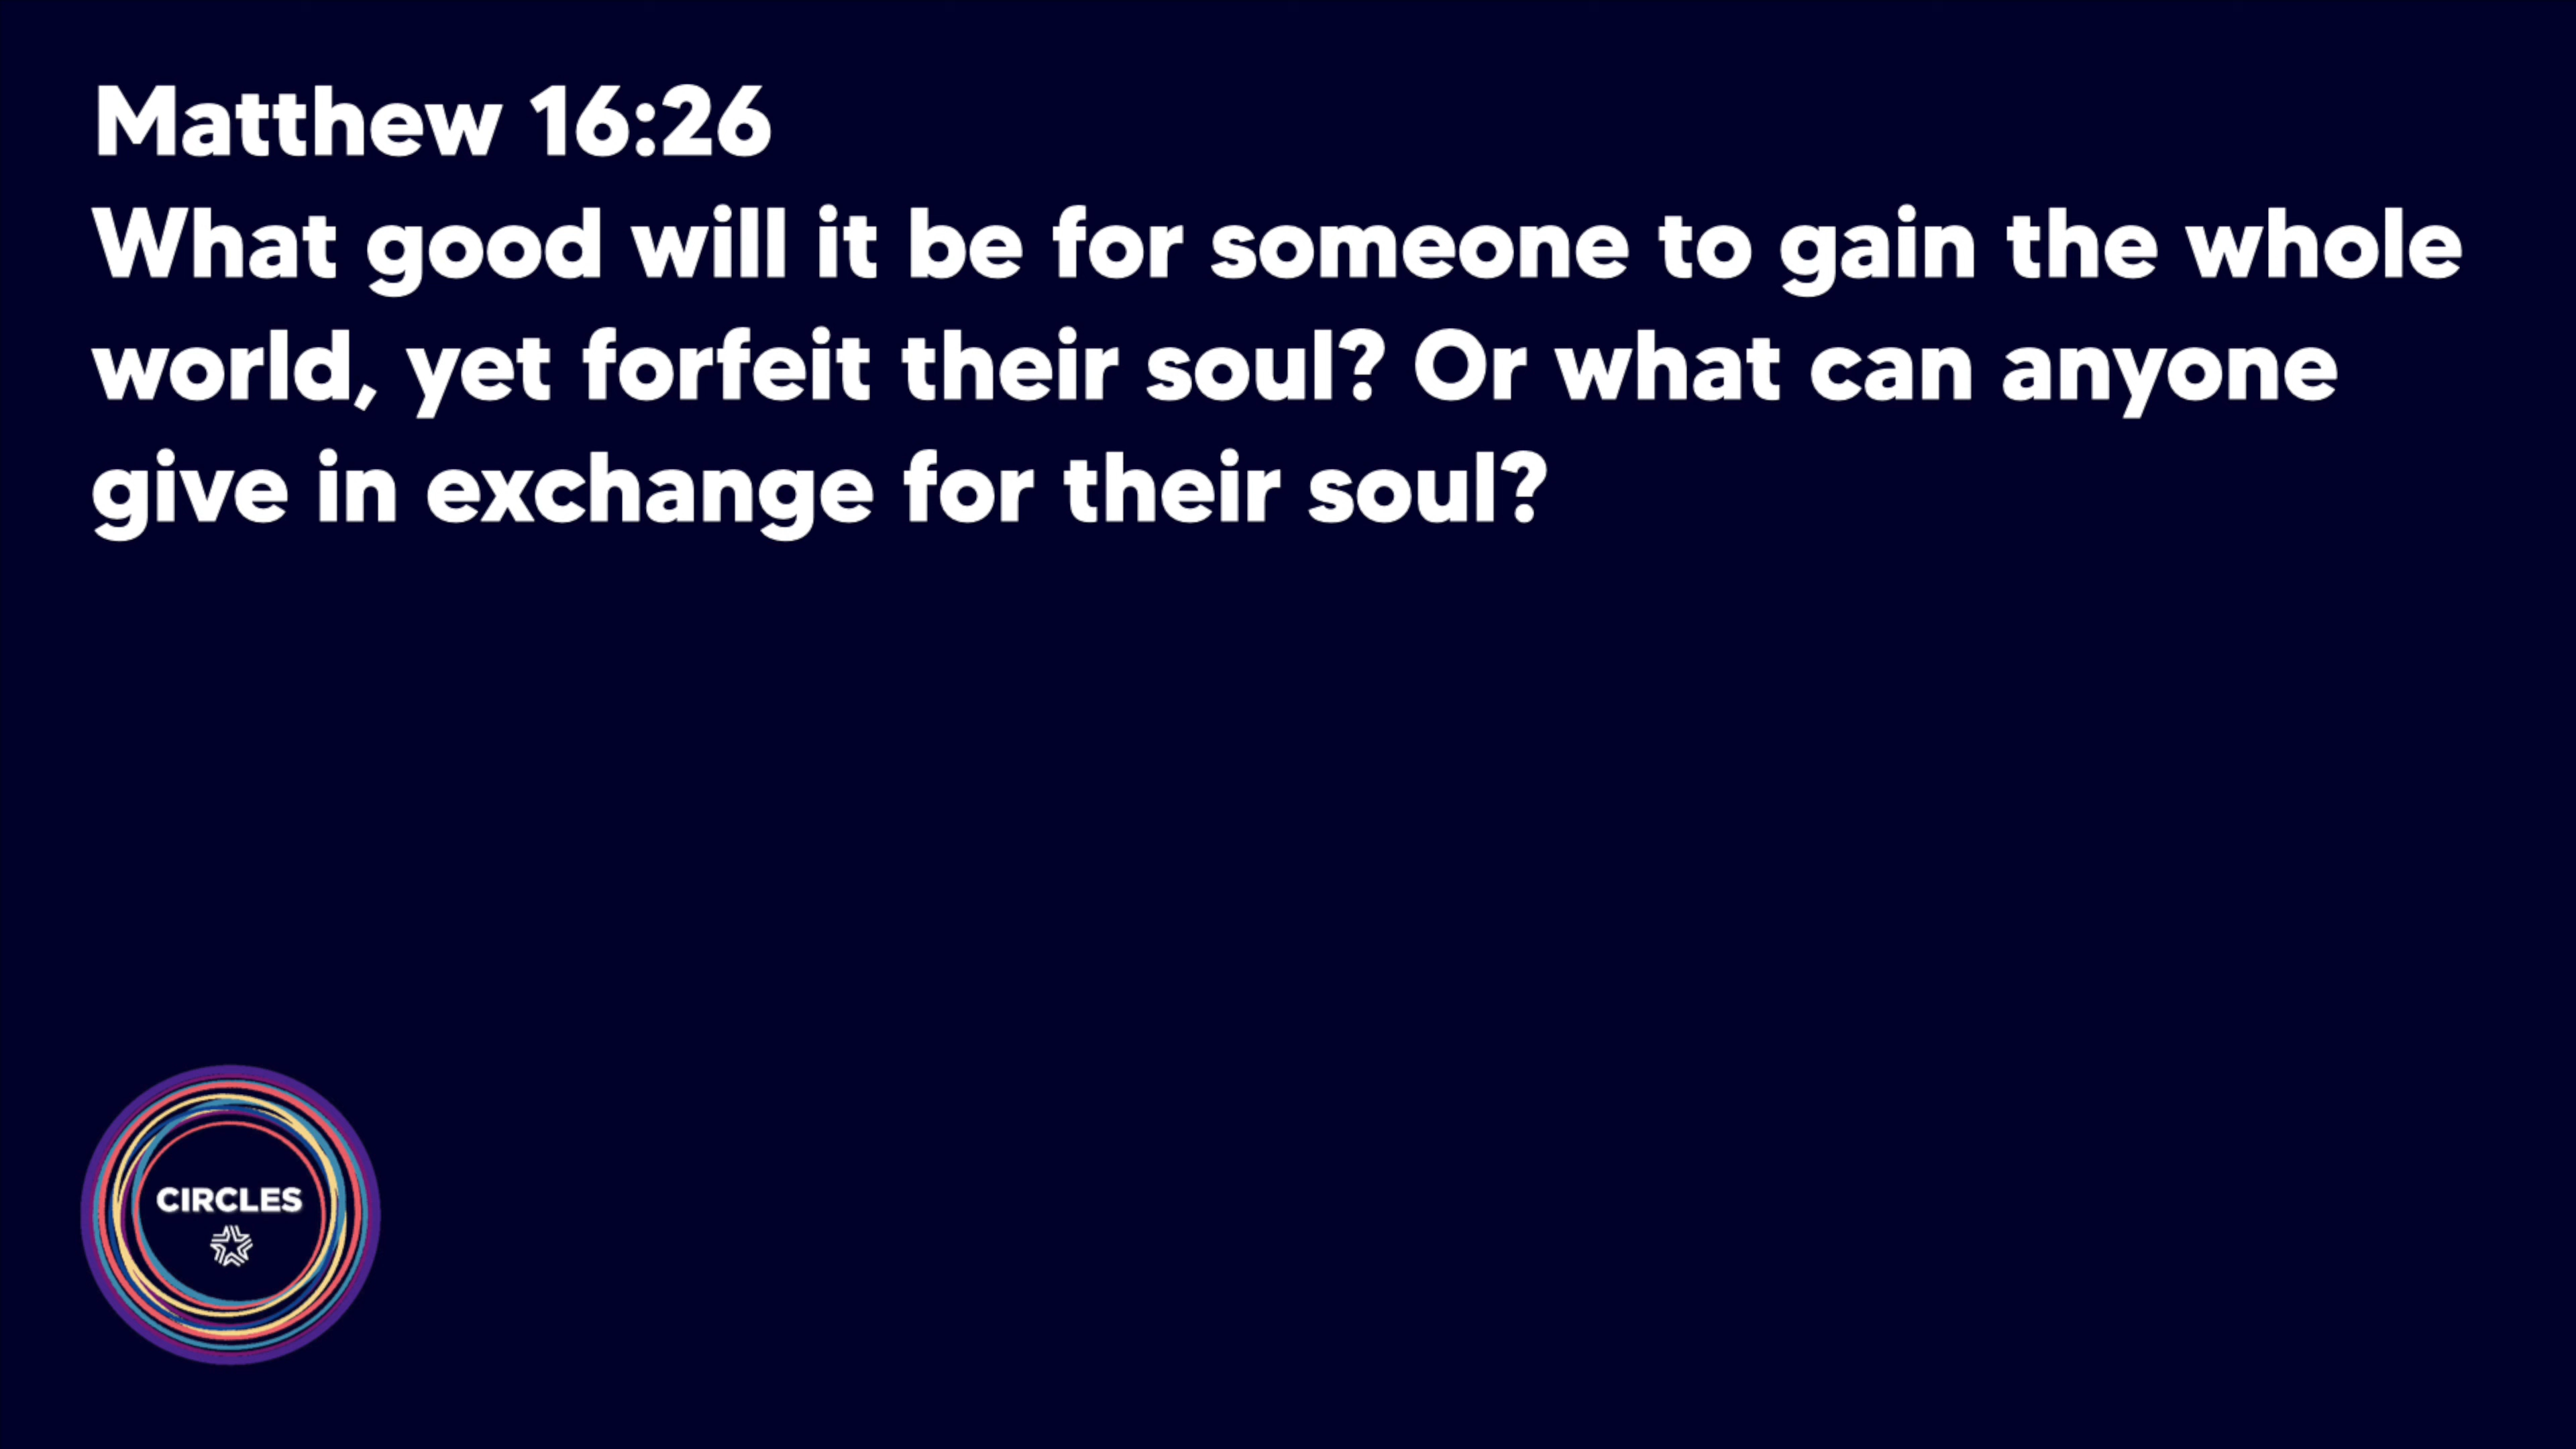 Matthew 16:26
What good will it be for someone to gain the whole
world, yet forfeit their soul? Or what can anyone
give in exchange for their soul?
CIRCLES